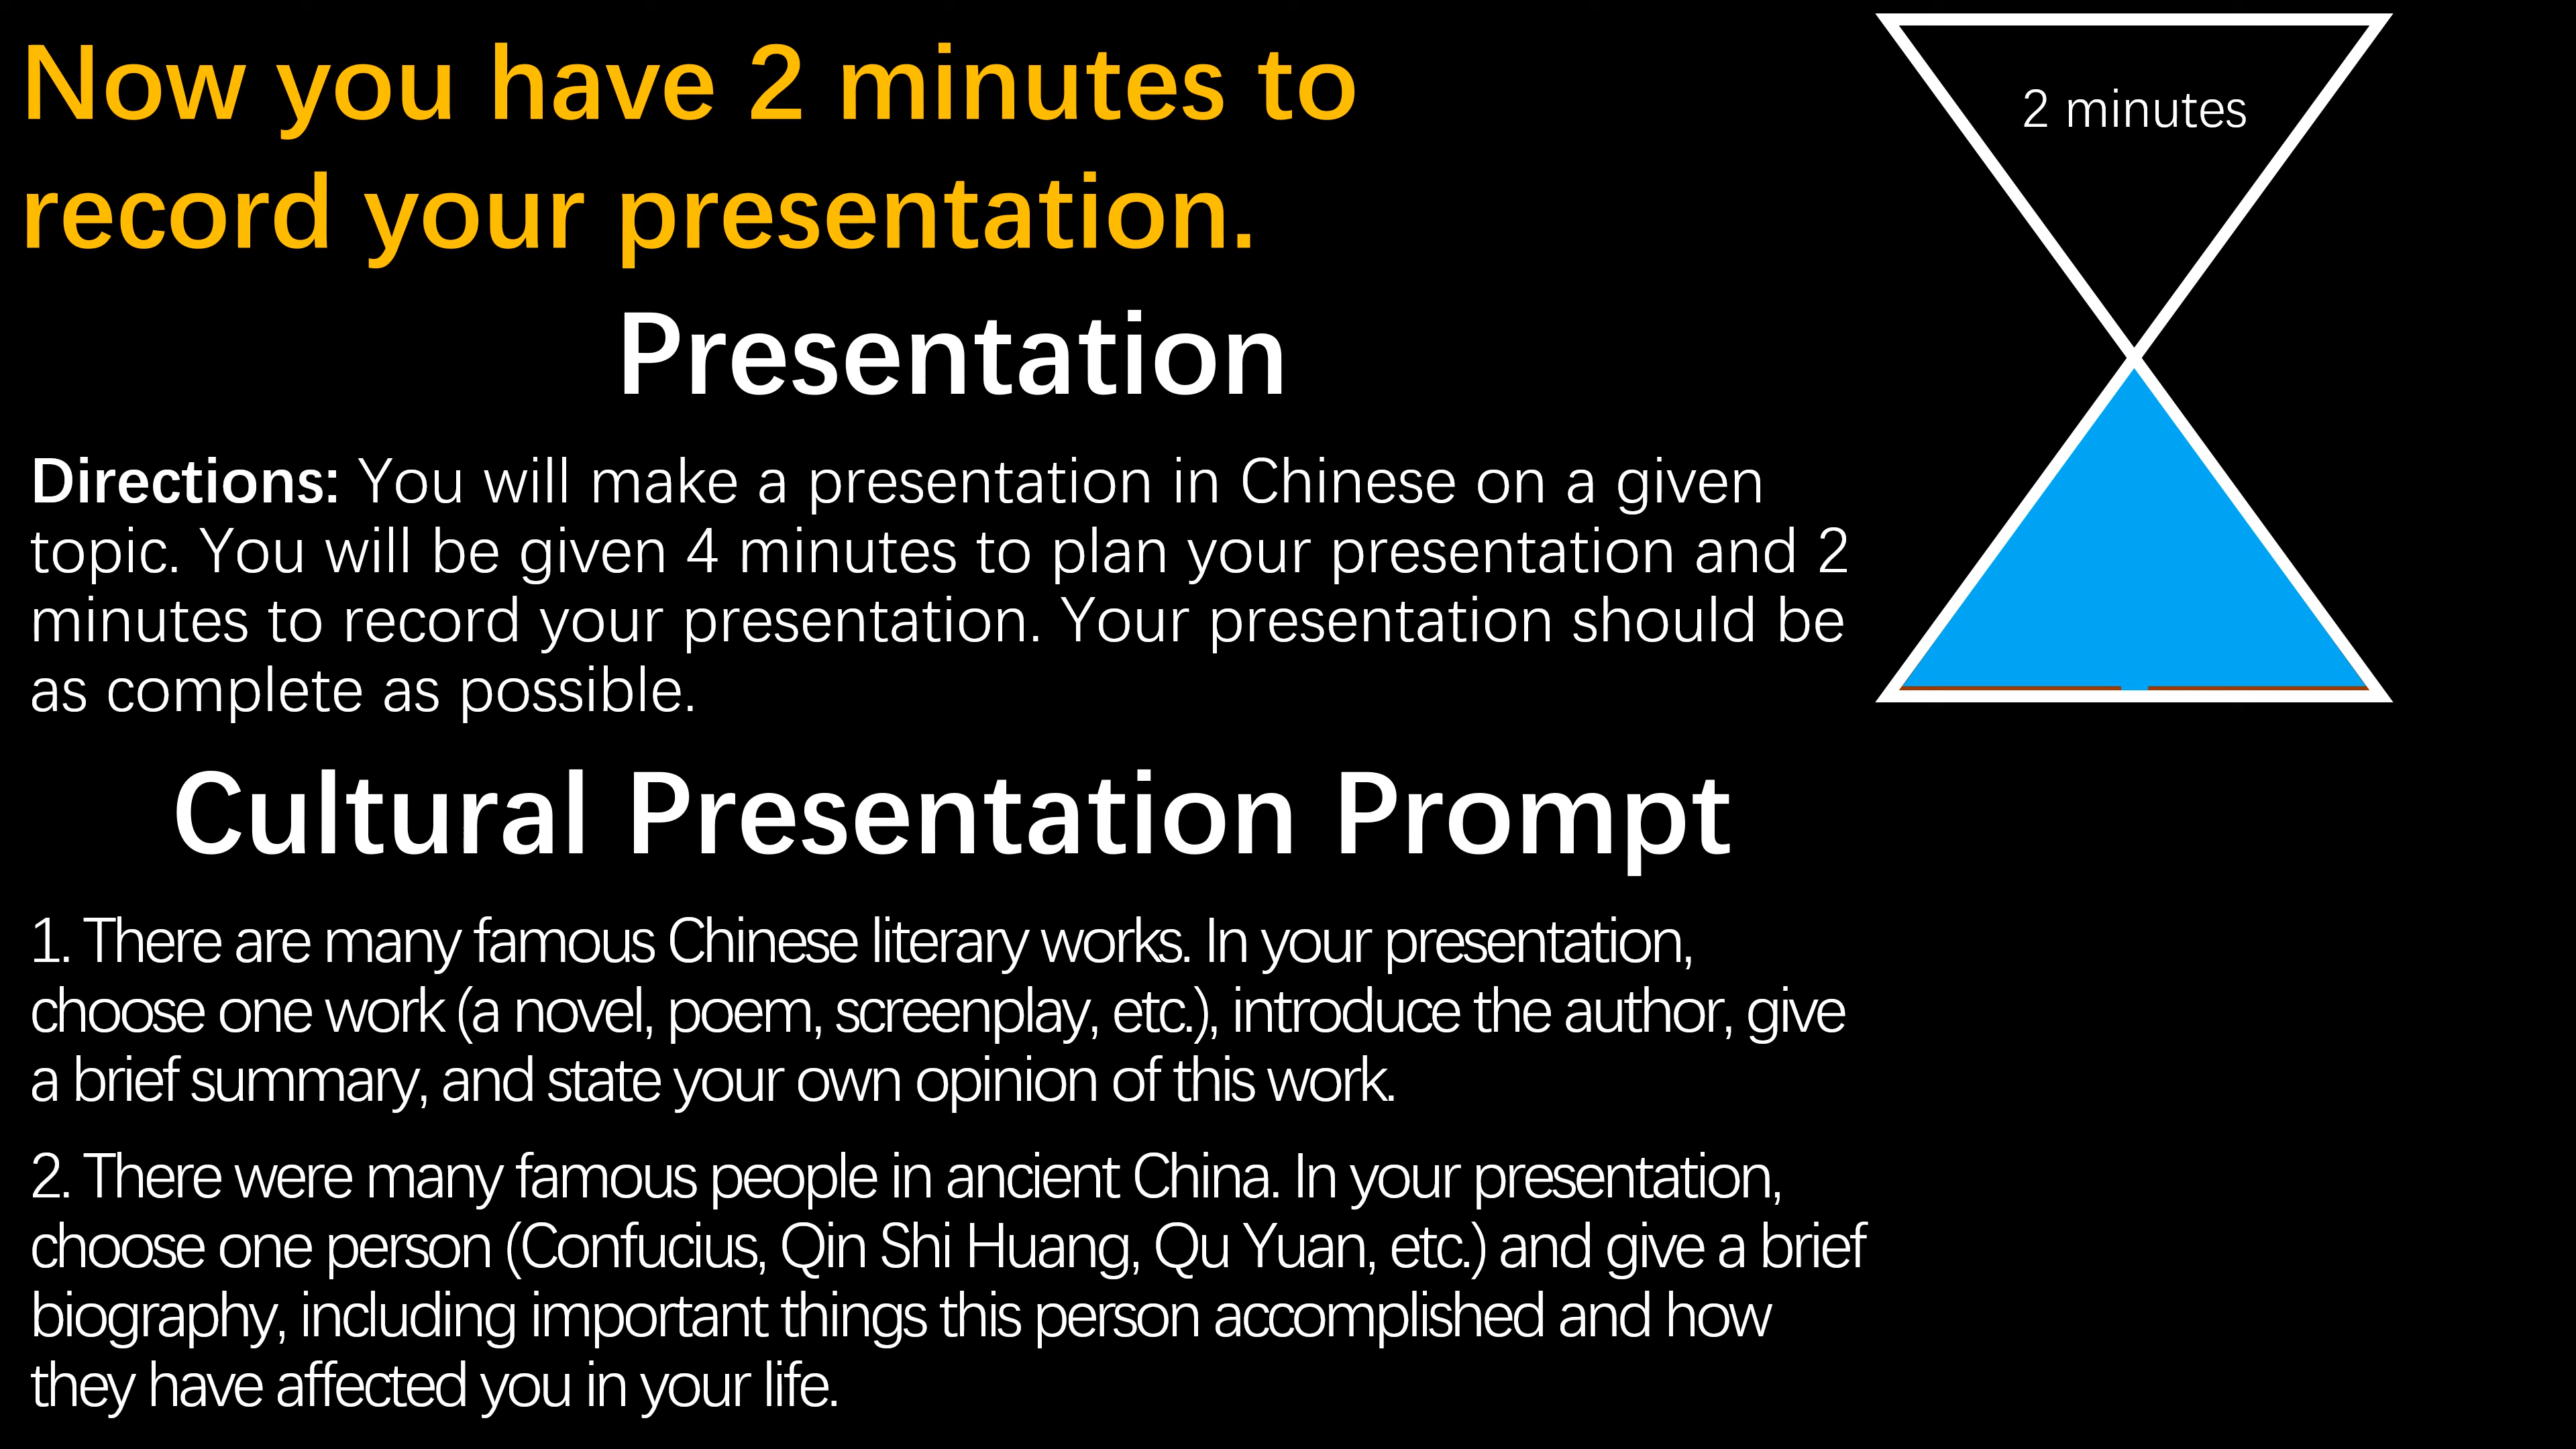 Now you have 2 minutes to
record your presentation.
2 minutes
Presentation
Directions: You will make a presentation in Chinese on a given
topic. You will be given 4 minutes to plan your presentation and 2
minutes to record your presentation. Your presentation should be
as complete as possible.
Cultural Presentation Prompt
1. There are many famous Chinese literary works. In your presentation,
choose one work (a novel, poem, screenplay, etc.), introduce the author, give
a brief summary, and state your own opinion of this work.
2. There were many famous people in ancient China. In your presentation,
choose one person (Confucius, Qin Shi Huang, Qu Yuan, etc.) and give a brief
biography, including important things this person accomplished and how
they have affected you in your life.